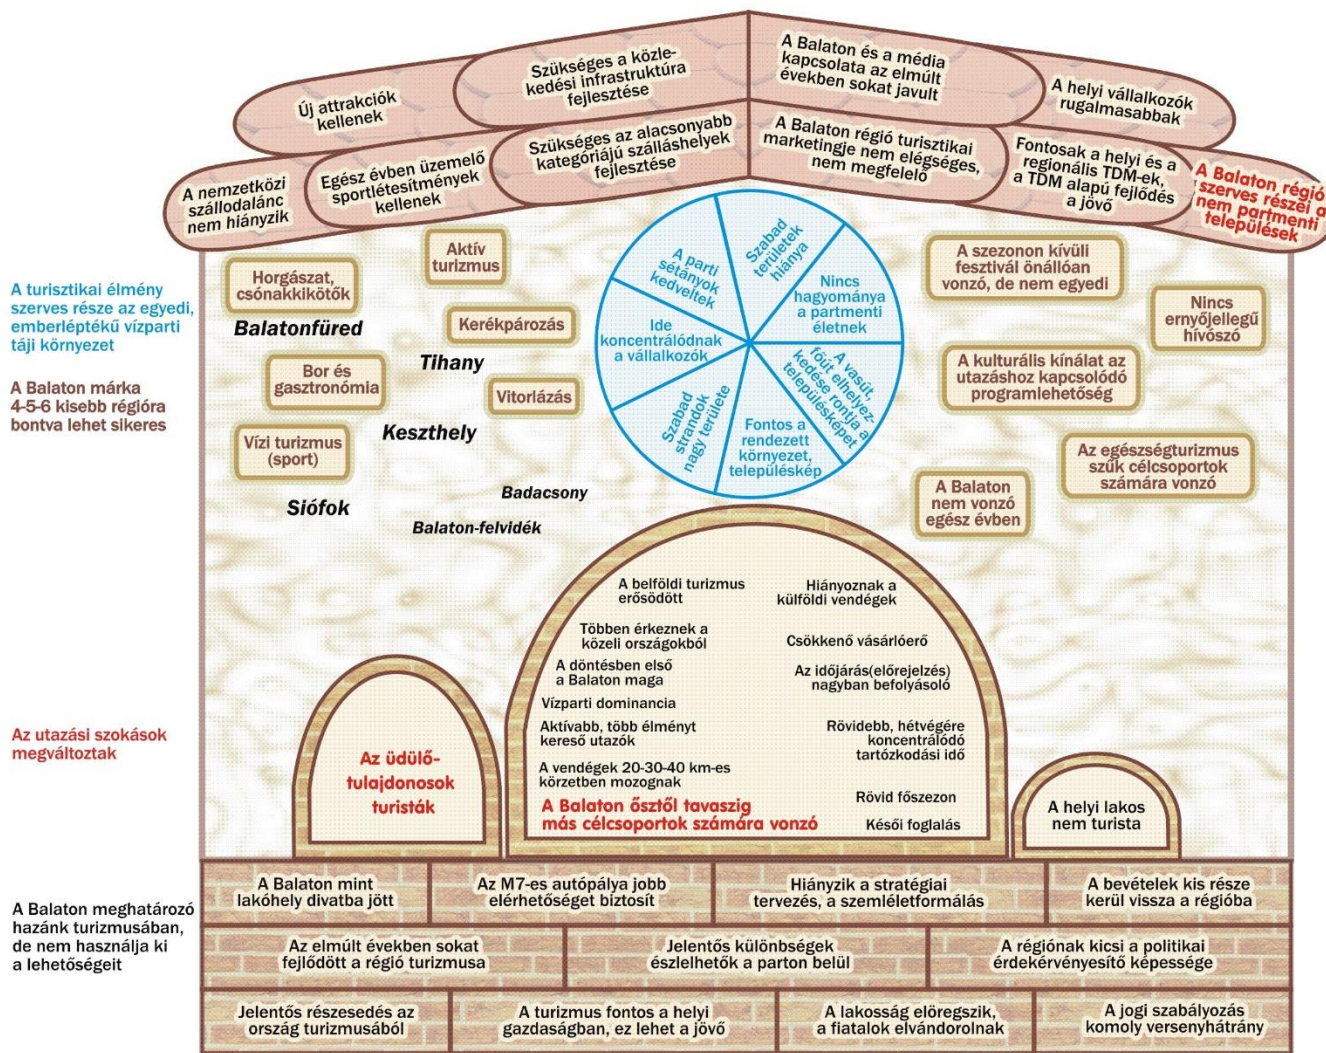 Új attrakciók
kellenek
Szükséges a közle-
kedési infrastruktúra
fejlesztése
A Balaton és a média
kapcsolata az elmúlt
években sokat javult
A helyi vállalkozók
rugalmasabbak
A nemzetközi
szállodalánc
nem hiányzik
Egész évben üzemelő
sportlétesítmények
kellenek
Szükséges az alacsonyabb
kategóriájú szálláshelyek
fejlesztése
A Balaton régió turisztikai
marketingje nem elégséges,
nem megfelelő
Fontosak a helyi és a
regionális TDM-ek,
a TDM alapú fejlődés
a jövő
A Balaton régió
szerves részei a
nem partmenti
települések
A turisztikai élmény
szerves része az egyedi,
emberléptékű vízparti
táji környezet
A Balaton márka
4-5-6 kisebb régióra
bontva lehet sikeres
Horgászat,
csónakkikötők
Balatonfüred
Bor és
gasztronómia
Vízi turizmus
(sport)
Siófok
Aktív
turizmus
Kerékpározás
Tihany
Vitorlázás
Keszthely
Badacsony
Balaton-felvidék
A parti
sétányok
kedveltek
Szabad
területek
hiánya
Nincs
hagyománya
a partmenti
életnek
A vasút,
főút elhelyez-
kedése rontja a
településképet
Fontos a
rendezett
környezet,
településkép
Szabad
strandok
nagy területe
Ide
koncentrálódnak
a vállalkozók
A szezonon kívüli
fesztivál önállóan
vonzó, de nem egyedi
Nincs
ernyőjellegű
hívószó
A kulturális kínálat az
utazáshoz kapcsolódó
programlehetőség
Az egészségturizmus
szűk célcsoportok
számára vonzó
A Balaton
nem vonzó
egész évben
Az utazási szokások
megváltoztak
Az üdülő-
tulajdonosok
turisták
A belföldi turizmus
erősödött
Többen érkeznek a
közeli országokból
A döntésben első
a Balaton maga
Vízparti dominancia
Aktívabb, több élményt
kereső utazók
A vendégek 20-30-40 km-es
körzetben mozognak
A Balaton ősztől tavaszig
más célcsoportok számára vonzó
Hiányoznak a
külföldi vendégek
Csökkenő vásárlóerő
Az időjárás(előrejelzés)
nagyban befolyásoló
Rövidebb, hétvégére
koncentrálódó
tartózkodási idő
Rövid főszezon
Késői foglalás
A helyi lakos
nem turista
A Balaton meghatározó
hazánk turizmusában,
de nem használja ki
a lehetőségeit
A Balaton mint
lakóhely divatba jött
Az M7-es autópálya jobb
elérhetőséget biztosít
Hiányzik a stratégiai
tervezés, a szemléletformálás
A bevételek kis része
kerül vissza a régióba
Az elmúlt években sokat
fejlődött a régió turizmusa
Jelentős különbségek
észlelhetők a parton belül
A régiónak kicsi a politikai
érdekérvényesítő képessége
Jelentős részesedés az
ország turizmusából
A turizmus fontos a helyi
gazdaságban, ez lehet a jövő
A lakosság elöregszik,
a fiatalok elvándorolnak
A jogi szabályozás
komoly versenyhátrány